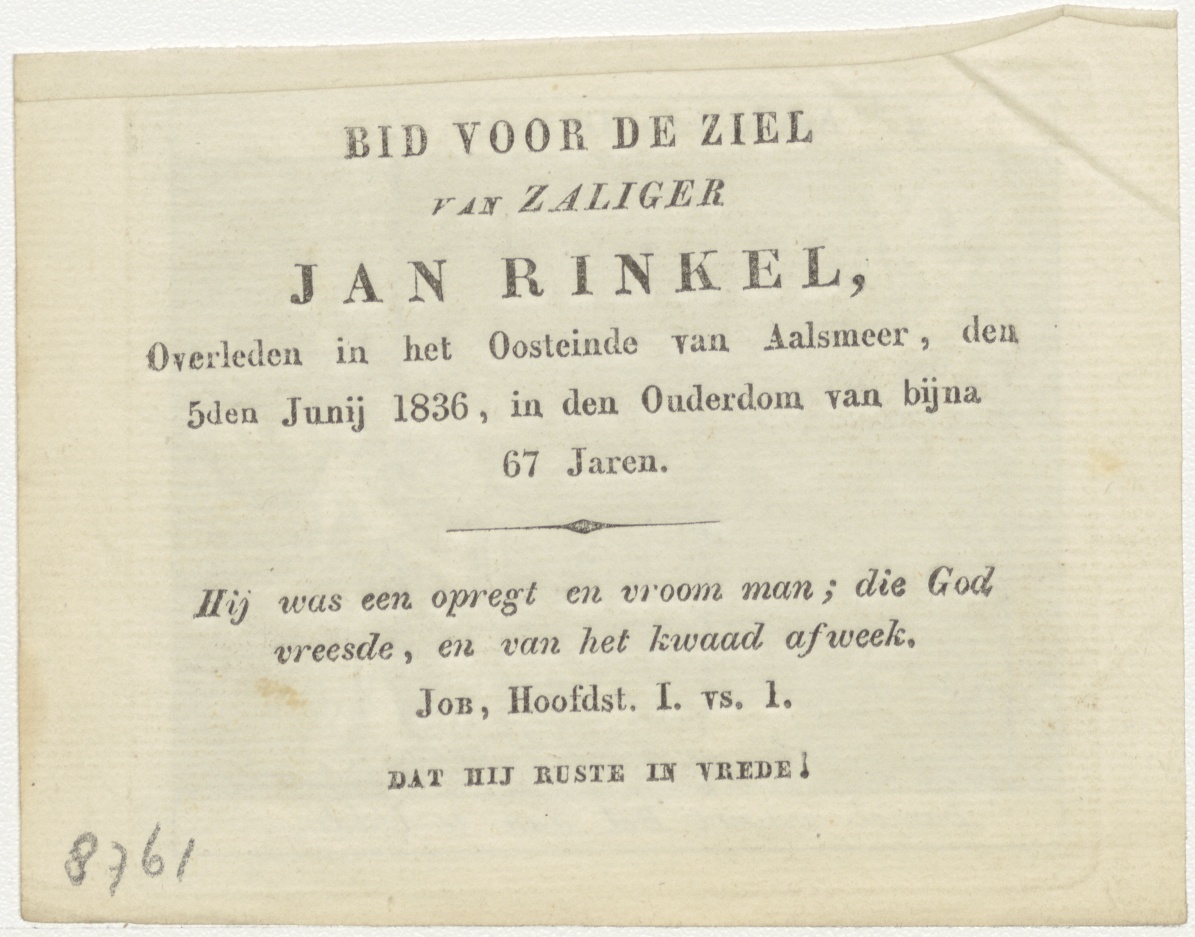 BID VOOR DE ZIEL
VAN ZALIGER
JAN RINKEL,
Overleden in het Oosteinde van Aalsmeer, den
5den Junij 1836, in den Ouderdom van bijna
67 Jaren.
Hij was een opregt en vroom man; die God
vreesde, en van het kwaad afweek.
JOB, Hoofdst. I. vs. 1.
DAT HIJ RUSTE IN VREDE!
8761